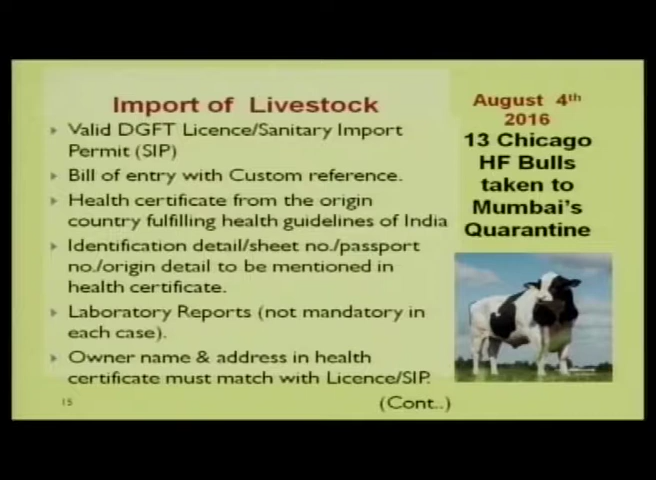 Import of Livestock
Valid DGFT Licence/Sanitary Import
Permit (SIP)
Bill of entry with Custom reference.
Health certificate from the origin
country fulfilling health guidelines of India
Identification detail/sheet no./passport
no./origin detail to be mentioned in
health certificate.
Laboratory Reports (not mandatory in
each case).
Owner name & address in health
certificate must match with Licence/SIP.
(Cont..)
15
August 4th
2016
13 Chicago
HF Bulls
taken to
Mumbai's
Quarantine